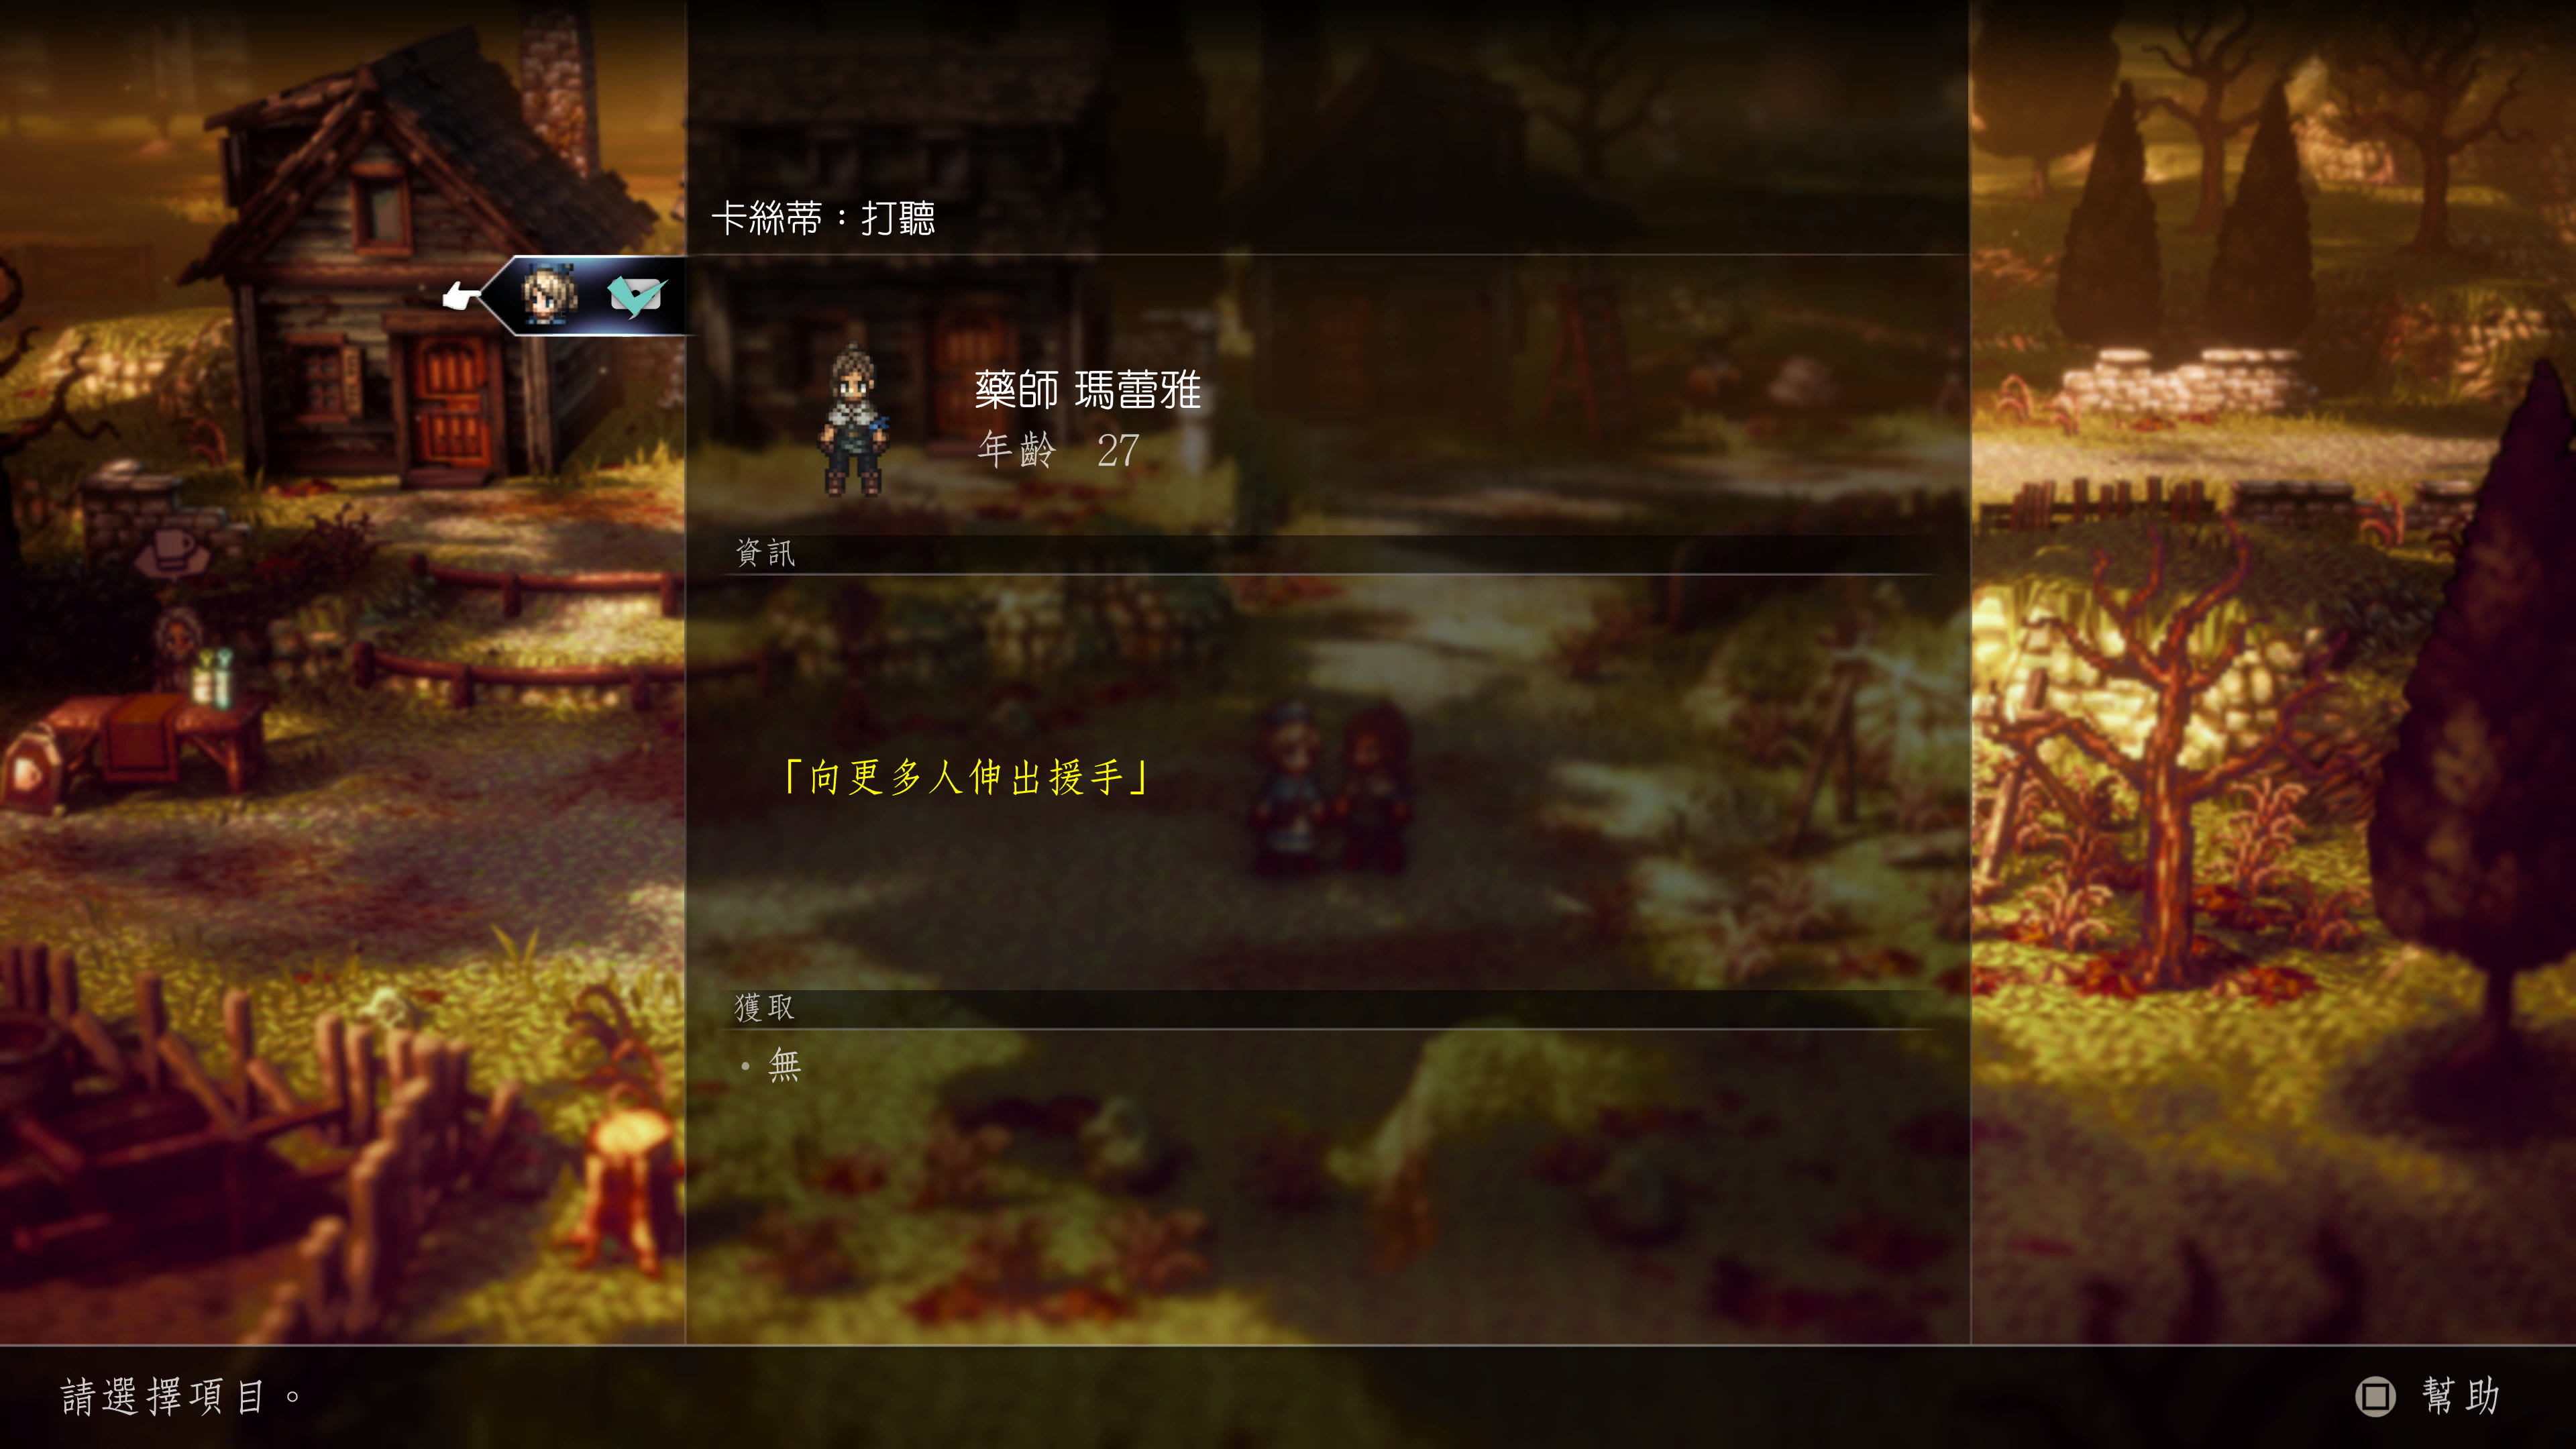 卡絲蒂：打聽
藥師 瑪蕾雅
年齡 27
資訊
「向更多人伸出援手」
獲取
・無
請選擇項目。
幫助